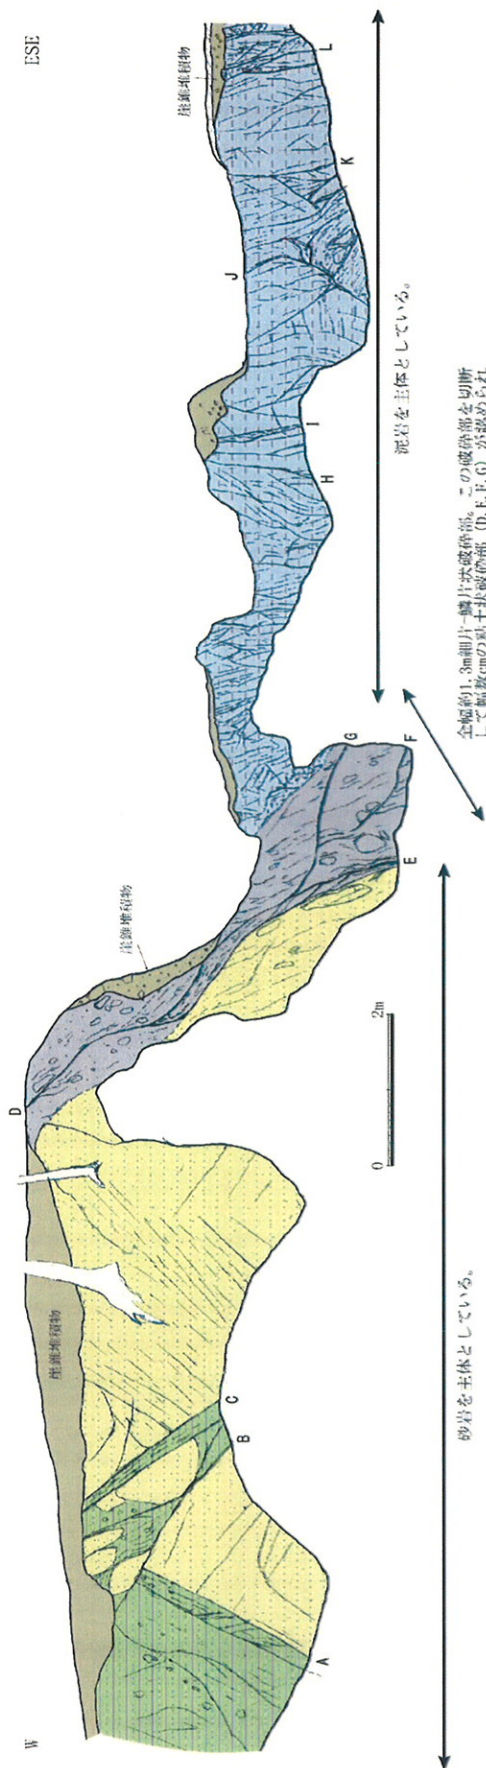 W
ESE
崖錐堆積物
崖錐堆積物
崖錐堆積物
A
B
C
D
E
F
G
H
I
J
K
L
0
2m
砂岩を主体としている。
泥岩を主体としている。
全幅約1.3m細片-鱗片状破砕部。この破砕部を切断
して幅数cmの粘土状破砕部 (D,E,F,G) が認められ